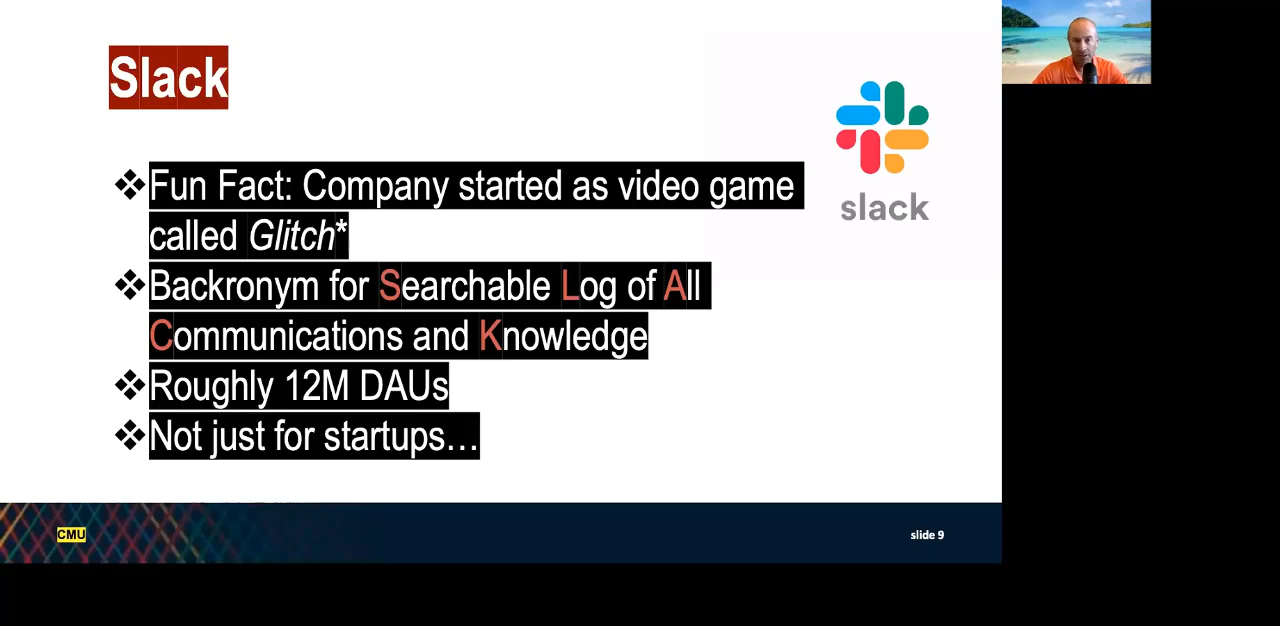 Slack
❖Fun Fact: Company started as video game
called Glitch*
❖Backronym for Searchable Log of All
Communications and Knowledge
❖Roughly 12M DAUs
❖Not just for startups…
slack
CMU
slide 9